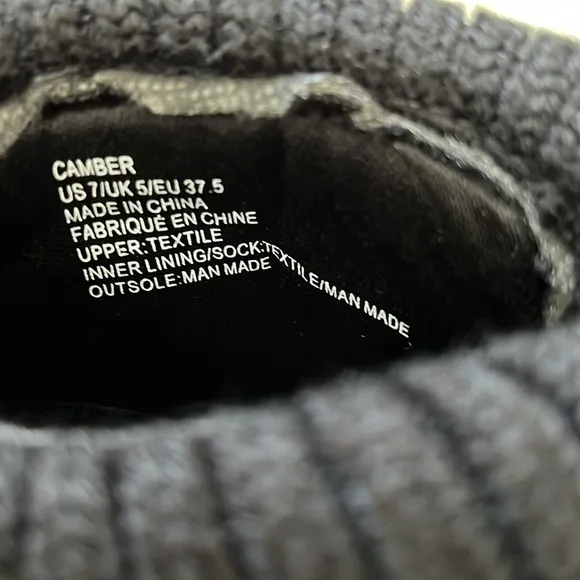 CAMBER
US 7/UK 5/EU 37.5
MADE IN CHINA
FABRIQUÉ EN CHINE
UPPER:TEXTILE
INNER LINING/SOCK:TEXTILE/MAN MADE
OUTSOLE:MAN MADE